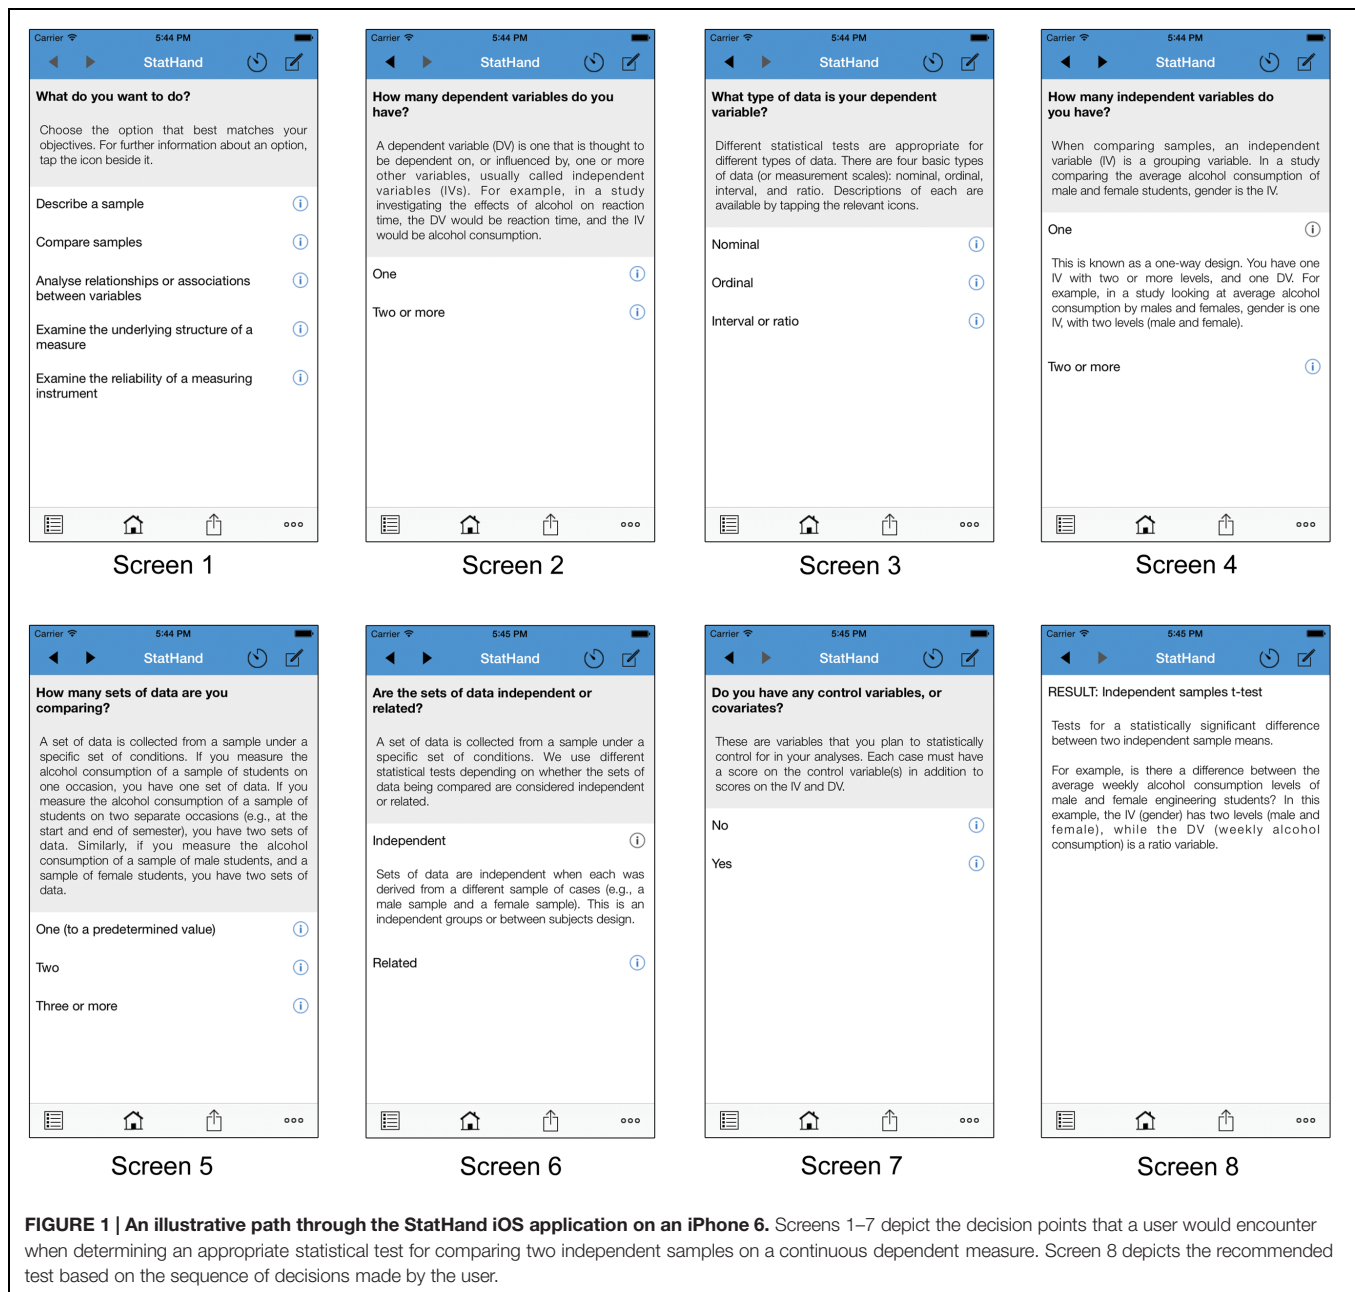 Carrier 5:44 PM
StatHand
What do you want to do?
Choose the option that best matches your
objectives. For further information about an option,
tap the icon beside it.
Describe a sample
Compare samples
Analyse relationships or associations
between variables
Examine the underlying structure of a
measure
Examine the reliability of a measuring
instrument
Screen 1
Carrier 5:44 PM
StatHand
How many dependent variables do you
have?
A dependent variable (DV) is one that is thought to
be dependent on, or influenced by, one or more
other variables, usually called independent
variables (IVs). For example, in a study
investigating the effects of alcohol on reaction
time, the DV would be reaction time, and the IV
would be alcohol consumption.
One
Two or more
Screen 2
Carrier 5:44 PM
StatHand
What type of data is your dependent
variable?
Different statistical tests are appropriate for
different types of data. There are four basic types
of data (or measurement scales): nominal, ordinal,
interval, and ratio. Descriptions of each are
available by tapping the relevant icons.
Nominal
Ordinal
Interval or ratio
Screen 3
Carrier 5:44 PM
StatHand
How many independent variables do
you have?
When comparing samples, an independent
variable (IV) is a grouping variable. In a study
comparing the average alcohol consumption of
male and female students, gender is the IV.
One
This is known as a one-way design. You have one
IV with two or more levels, and one DV. For
example, in a study looking at average alcohol
consumption by males and females, gender is one
IV, with two levels (male and female).
Two or more
Screen 4
Carrier 5:44 PM
StatHand
How many sets of data are you
comparing?
A set of data is collected from a sample under a
specific set of conditions. If you measure the
alcohol consumption of a sample of students on
one occasion, you have one set of data. If you
measure the alcohol consumption of a sample of
students on two separate occasions (e.g., at the
start and end of semester), you have two sets of
data. Similarly, if you measure the alcohol
consumption of a sample of male students, and a
sample of female students, you have two sets of
data.
One (to a predetermined value)
Two
Three or more
Screen 5
Carrier 5:45 PM
StatHand
Are the sets of data independent or
related?
A set of data is collected from a sample under a
specific set of conditions. We use different
statistical tests depending on whether the sets of
data being compared are considered independent
or related.
Independent
Sets of data are independent when each was
derived from a different sample of cases (e.g., a
male sample and a female sample). This is an
independent groups or between subjects design.
Related
Screen 6
Carrier 5:45 PM
StatHand
Do you have any control variables, or
covariates?
These are variables that you plan to statistically
control for in your analyses. Each case must have
a score on the control variable(s) in addition to
scores on the IV and DV.
No
Yes
Screen 7
Carrier 5:45 PM
StatHand
RESULT: Independent samples t-test
Tests for a statistically significant difference
between two independent sample means.
For example, is there a difference between the
average weekly alcohol consumption levels of
male and female engineering students? In this
example, the IV (gender) has two levels (male and
female), while the DV (weekly alcohol
consumption) is a ratio variable.
Screen 8
FIGURE 1 | An illustrative path through the StatHand iOS application on an iPhone 6. Screens 1–7 depict the decision points that a user would encounter
when determining an appropriate statistical test for comparing two independent samples on a continuous dependent measure. Screen 8 depicts the recommended
test based on the sequence of decisions made by the user.